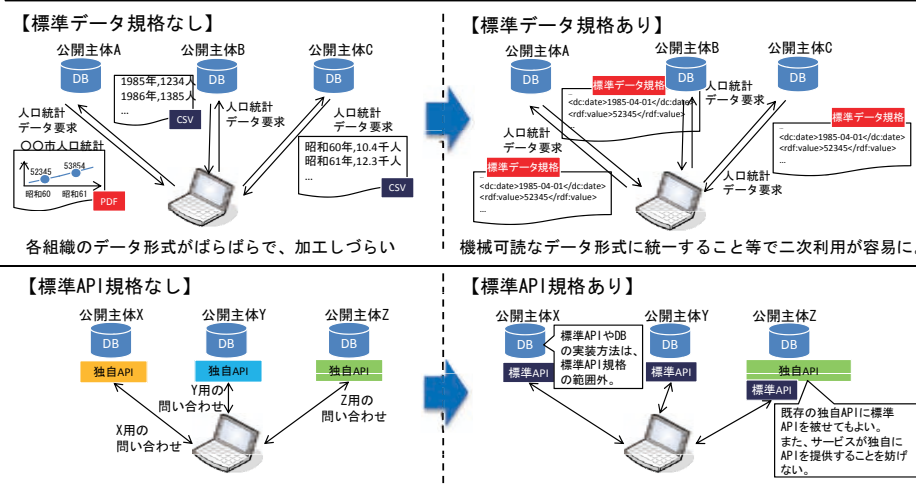 【標準データ規格なし】
公開主体A
公開主体B
公開主体C
DB
DB
DB
1985年,1234人
1986年,1385人
...
CSV
人口統計
データ要求
人口統計
データ要求
人口統計
データ要求
〇〇市人口統計
52345
53854
昭和60
昭和61
PDF
昭和60年,10.4千人
昭和61年,12.3千人
...
CSV
各組織のデータ形式がばらばらで、加工しづらい
【標準データ規格あり】
公開主体A
公開主体B
公開主体C
DB
DB
DB
標準データ規格
...
<dc:date>1985-04-01</dc:date>
<rdf:value>52345</rdf:value>
...
人口統計
データ要求
標準データ規格
...
<dc:date>1985-04-01</dc:date>
<rdf:value>52345</rdf:value>
...
人口統計
データ要求
標準データ規格
...
<dc:date>1985-04-01</dc:date>
<rdf:value>52345</rdf:value>
...
人口統計
データ要求
機械可読なデータ形式に統一すること等で二次利用が容易に
【標準API規格なし】
公開主体X
公開主体Y
公開主体Z
DB
DB
DB
独自API
独自API
独自API
Y用の
問い合わせ
Z用の
問い合わせ
X用の
問い合わせ
【標準API規格あり】
公開主体X
公開主体Y
公開主体Z
DB
DB
DB
標準APIやDB
の実装方法は、
標準API規格
の範囲外。
標準API
標準API
独自API
標準API
既存の独自APIに標準
APIを被せてもよい。
また、サービスが独自に
APIを提供することを妨げ
ない。